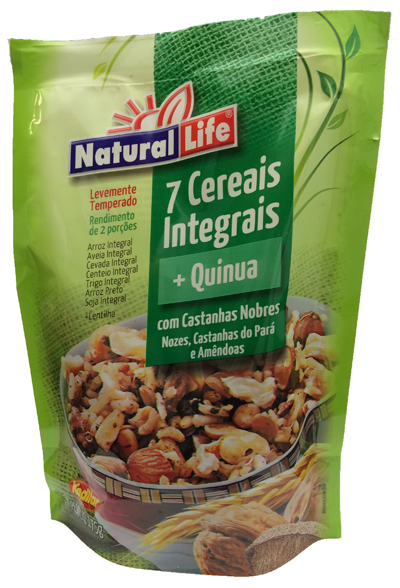 Natural Life®
Levemente
Temperado
Rendimento
de 2 porções
Arroz Integral
Aveia Integral
Cevada Integral
Centeio Integral
Trigo Integral
Arroz Preto
Soja Integral
+Lentilha
7 Cereais
Integrais
+ Quinua
com Castanhas Nobres
Nozes, Castanhas do Pará
e Amêndoas